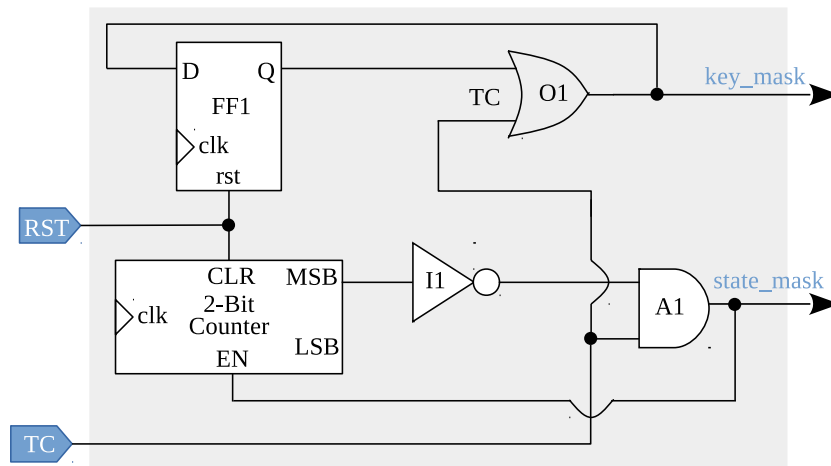 key_mask
D
Q
TC
O1
FF1
clk
rst
RST
CLR
MSB
I1
state_mask
2-Bit
Counter
clk
A1
LSB
EN
TC